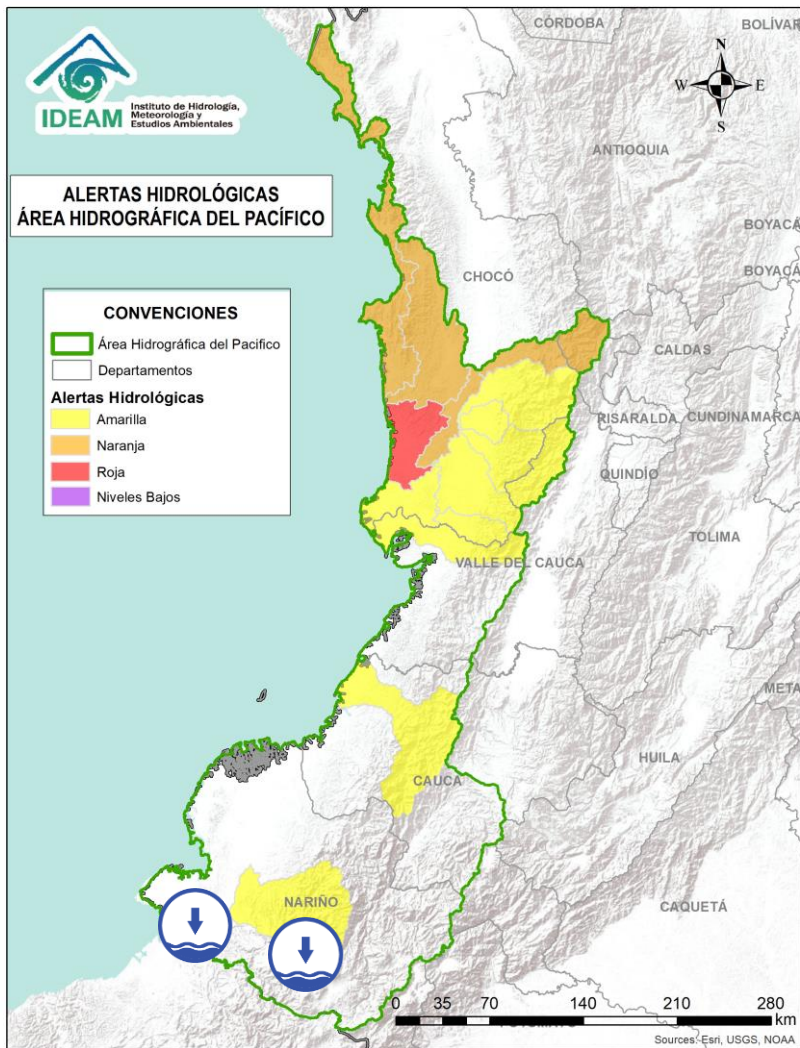 CÓRDOBA
BOLÍVAR
IDEAM
Instituto de Hidrología,
Meteorología y
Estudios Ambientales
N
W
E
S
ANTIOQUIA
ALERTAS HIDROLÓGICAS
ÁREA HIDROGRÁFICA DEL PACÍFICO
BOYACÁ
BOYACÁ
CHOCÓ
CONVENCIONES
Área Hidrográfica del Pacifico
Departamentos
Alertas Hidrológicas
Amarilla
Naranja
Roja
Niveles Bajos
CALDAS
RISARALDA
CUNDINAMARCA
QUINDÍO
TOLIMA
VALLE DEL CAUCA
META
HUILA
CAUCA
NARIÑO
CAQUETÁ
0 35 70 140 210 280
km
Sources: Esri, USGS, NOAA